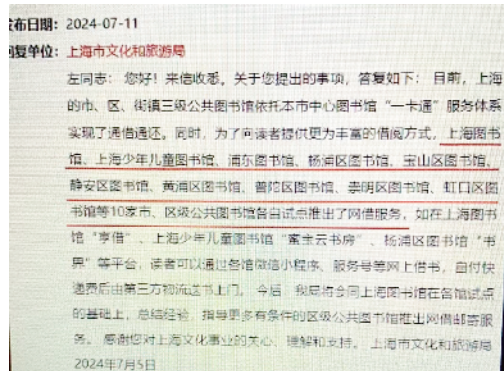 发布日期：2024-07-11
回复单位：上海市文化和旅游局
左同志：您好！来信收悉。关于您提出的事项，答复如下：目前，上海
的市、区、街镇三级公共图书馆依托本市中心图书馆“一卡通”服务体系
实现了通借通还。同时，为了向读者提供更为丰富的借阅方式，上海图书
馆、上海少年儿童图书馆、浦东图书馆、杨浦区图书馆、宝山区图书馆、
静安区图书馆、黄浦区图书馆、普陀区图书馆、崇明区图书馆、虹口区图
书馆等10家市、区级公共图书馆各自试点推出了网借服务，如在上海图书
馆“享借”、上海少年儿童图书馆“蜜宝云书房”、杨浦区图书馆“书
界”等平台，读者可以通过各馆微信小程序、服务号等网上借书，自付快
递费后由第三方物流送书上门。今后，我局将会同上海图书馆在各馆试点
的基础上，总结经验，指导更多有条件的区级公共图书馆推出网借邮寄服
务。感谢您对上海文化事业的关心、理解和支持。上海市文化和旅游局
2024年7月5日